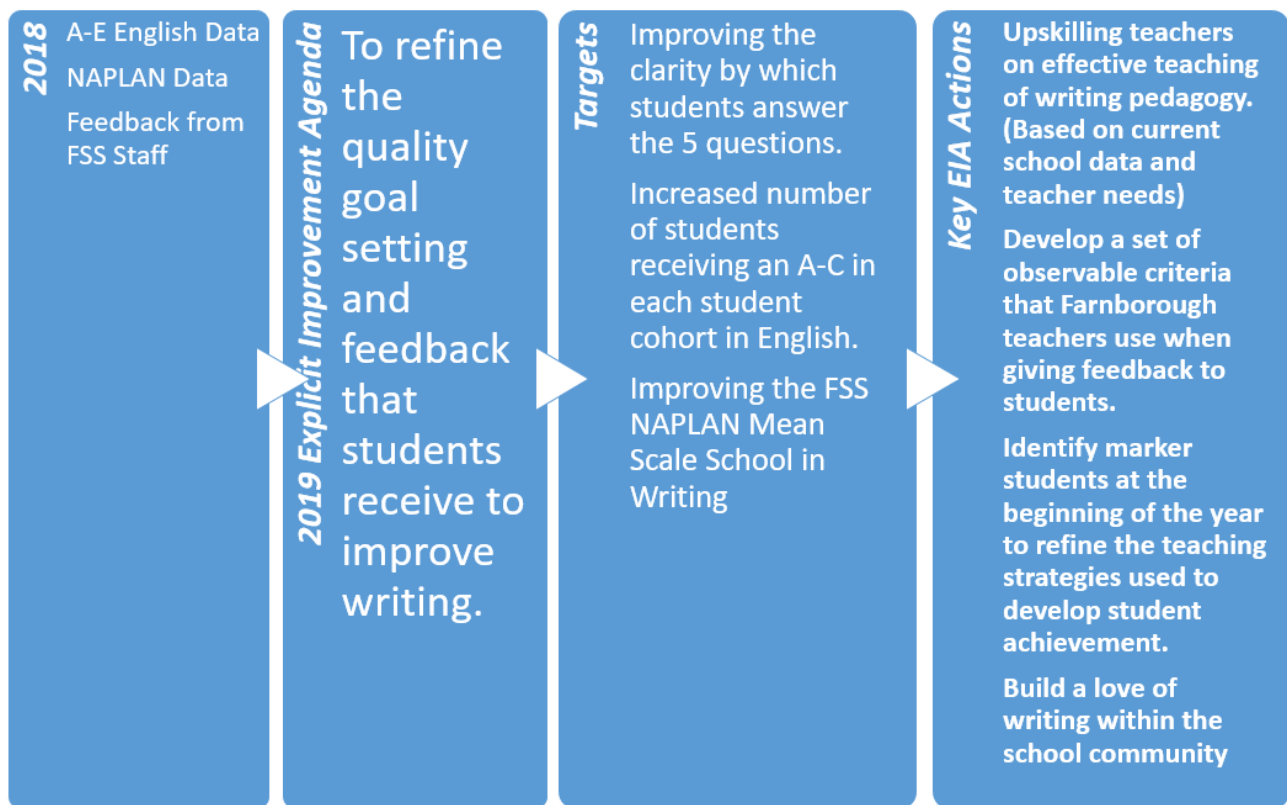 2018
A-E English Data
NAPLAN Data
Feedback from
FSS Staff
2019 Explicit Improvement Agenda
To refine
the
quality
goal
setting
and
feedback
that
students
receive to
improve
writing.
Targets
Improving the
clarity by which
students answer
the 5 questions.
Increased number
of students
receiving an A-C in
each student
cohort in English.
Improving the FSS
NAPLAN Mean
Scale School in
Writing
Key EIA Actions
Upskilling teachers
on effective teaching
of writing pedagogy.
(Based on current
school data and
teacher needs)
Develop a set of
observable criteria
that Farnborough
teachers use when
giving feedback to
students.
Identify marker
students at the
beginning of the year
to refine the teaching
strategies used to
develop student
achievement.
Build a love of
writing within the
school community